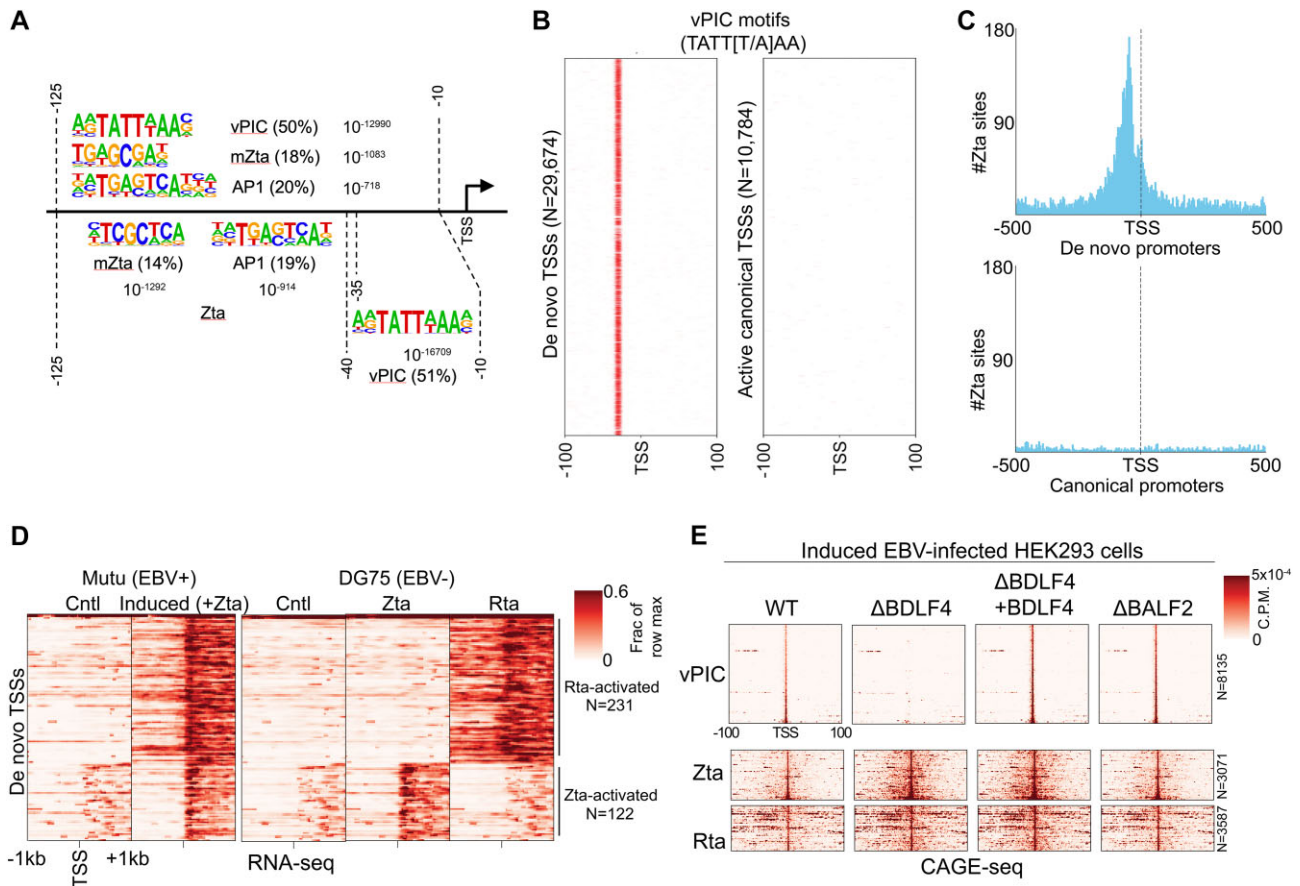 A
-125
-10
AGTATTTAAG
vPIC (50%)
10-12990
TGAGCGAT
mZta (18%)
10-1083
ATGAGTCAT
AP1 (20%)
10-718
TSS
CTCGCTCA
mZta (14%)
10-1292
TATGAGTCAT
AP1 (19%)
10-914
Zta
-35
AGTATTTAAAG
10-16709
vPIC (51%)
-125
-40
-10
B
vPIC motifs
(TATT[T/A]AA)
De novo TSSs (N=29,674)
Active canonical TSSs (N=10,784)
-100
TSS
100
-100
TSS
100
C
180
#Zta sites
90
-500
TSS
500
De novo promoters
180
#Zta sites
90
-500
TSS
500
Canonical promoters
D
Mutu (EBV+)
DG75 (EBV-)
Cntl
Induced (+Zta)
Cntl
Zta
Rta
De novo TSSs
0.6
0
Frac of
row max
Rta-activated
N=231
Zta-activated
N=122
-1kb
TSS
+1kb
RNA-seq
E
Induced EBV-infected HEK293 cells
WT
ΔBDLF4
ΔBDLF4
+BDLF4
ΔBALF2
5x10-4
0
C.P.M.
vPIC
N=8135
-100
TSS
100
Zta
N=3071
Rta
N=3587
CAGE-seq